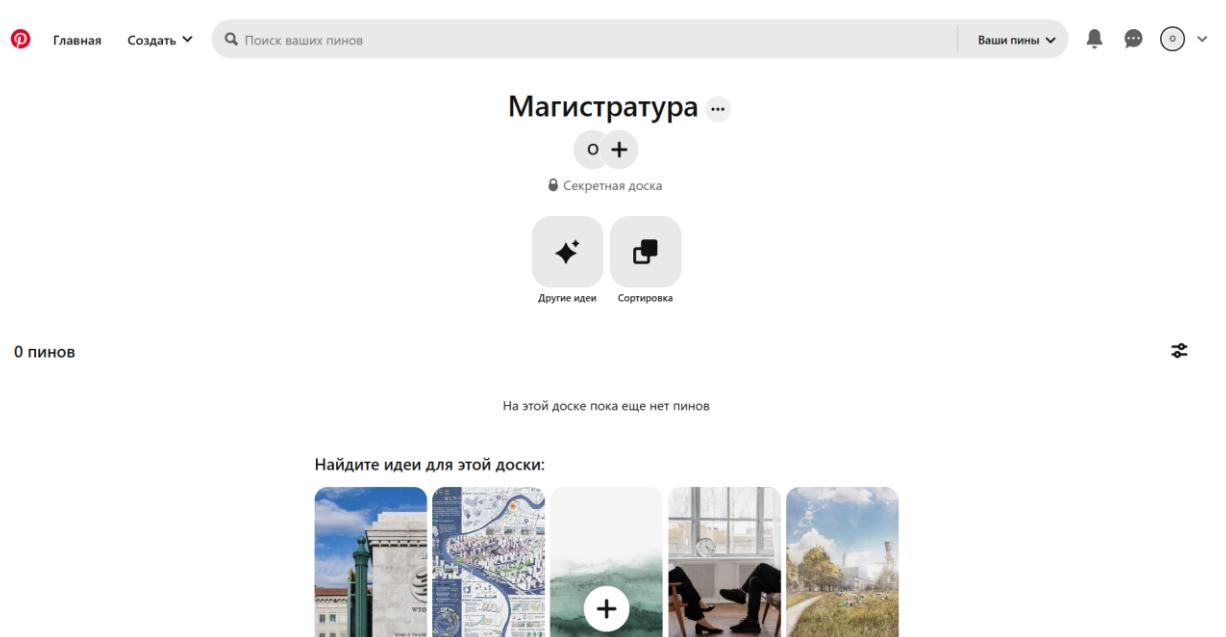 Главная
Создать
Поиск ваших пинов
Ваши пины
о
Магистратура
О
Секретная доска
Другие идеи
Сортировка
0 пинов
На этой доске пока еще нет пинов
Найдите идеи для этой доски:
WTO